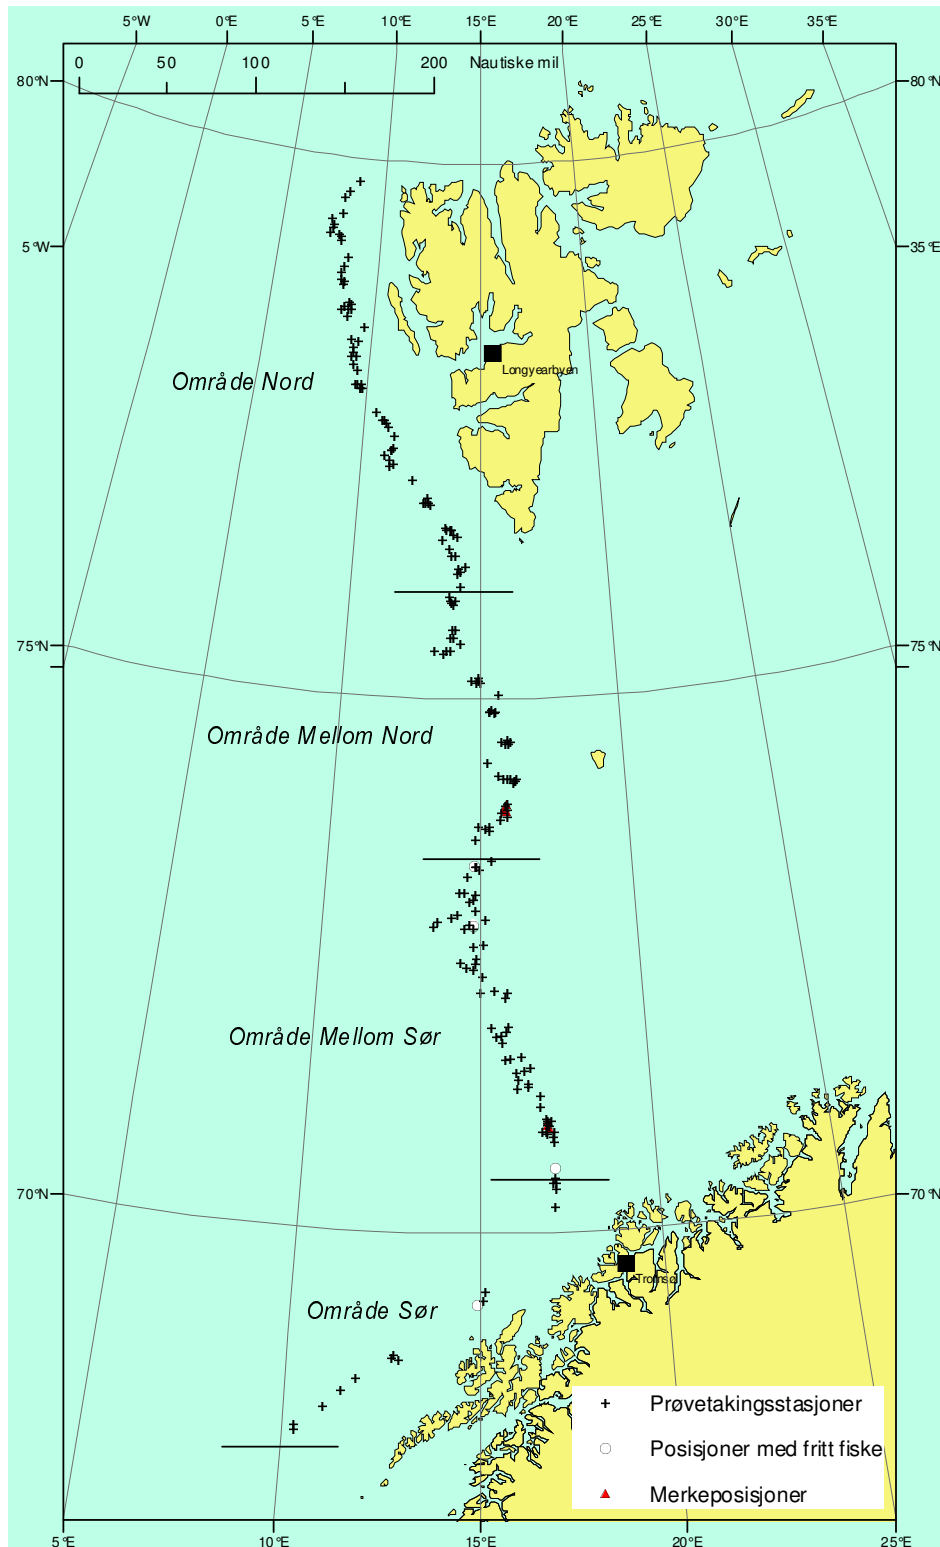 5°W 0°E 5°E 10°E 15°E 20°E 25°E 30°E 35°E
0 50 100 200 Nautiske mil
80°N 80°N
5°W 35°E
Longyearbyen
Område Nord
75°N 75°N
Område Mellom Nord
Område Mellom Sør
70°N 70°N
Tromsø
Område Sør
Prøvetakingsstasjoner
Posisjoner med fritt fiske
Merkeposisjoner
5°E 10°E 15°E 20°E 25°E